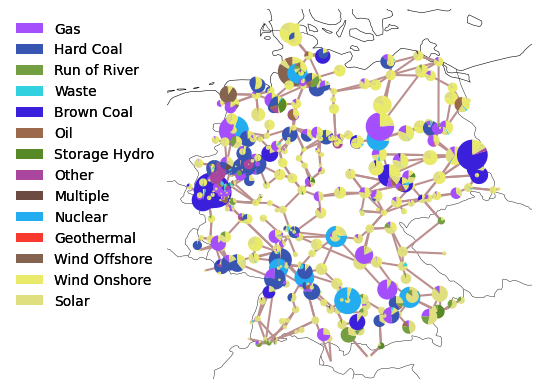 Gas
Hard Coal
Run of River
Waste
Brown Coal
Oil
Storage Hydro
Other
Multiple
Nuclear
Geothermal
Wind Offshore
Wind Onshore
Solar